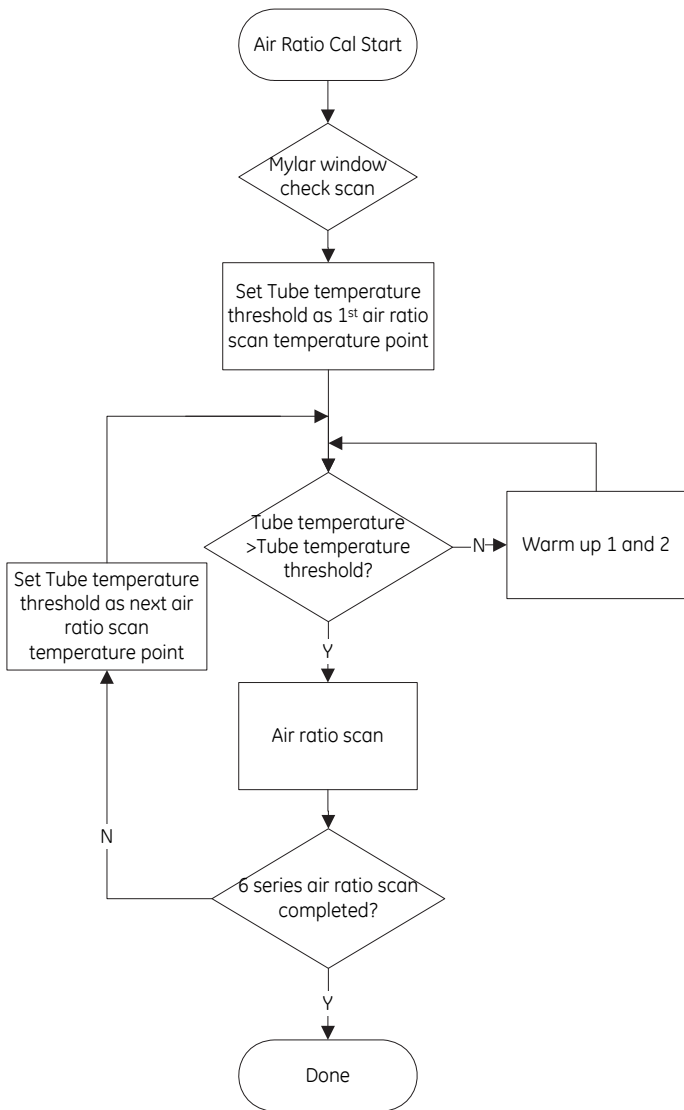 Air Ratio Cal Start
Mylar window
check scan
Set Tube temperature
threshold as 1st air ratio
scan temperature point
Tube temperature
>Tube temperature
threshold?
N
Warm up 1 and 2
Set Tube temperature
threshold as next air
ratio scan
temperature point
Y
Air ratio scan
N
6 series air ratio scan
completed?
Y
Done